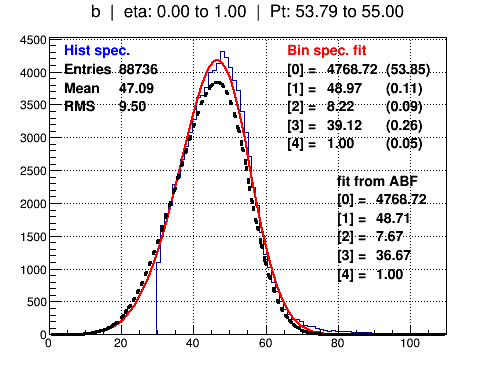 b | eta: 0.00 to 1.00 | Pt: 53.79 to 55.00
Hist spec.
Entries 88736
Mean 47.09
RMS 9.50
Bin spec. fit
[0] = 4768.72 (53.85)
[1] = 48.97 (0.11)
[2] = 8.22 (0.09)
[3] = 39.12 (0.26)
[4] = 1.00 (0.05)
fit from ABF
[0] = 4768.72
[1] = 48.71
[2] = 7.67
[3] = 36.67
[4] = 1.00
4500
4000
3500
3000
2500
2000
1500
1000
500
0
0 20 40 60 80 100